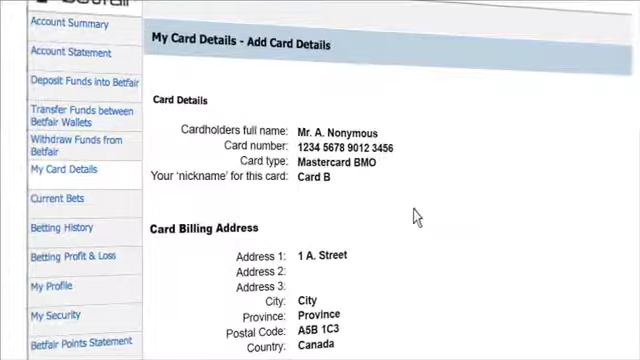 Betfair
Account Summary
Account Statement
Deposit Funds into Betfair
Transfer Funds between
Betfair Wallets
Withdraw Funds from
Betfair
My Card Details
Current Bets
Betting History
Betting Profit & Loss
My Profile
My Security
Betfair Points Statement
My Card Details - Add Card Details
Card Details
Cardholders full name: Mr. A. Nonymous
Card number: 1234 5678 9012 3456
Card type: Mastercard BMO
Your 'nickname' for this card: Card B
Card Billing Address
Address 1: 1 A. Street
Address 2:
Address 3:
City: City
Province: Province
Postal Code: A5B 1C3
Country: Canada